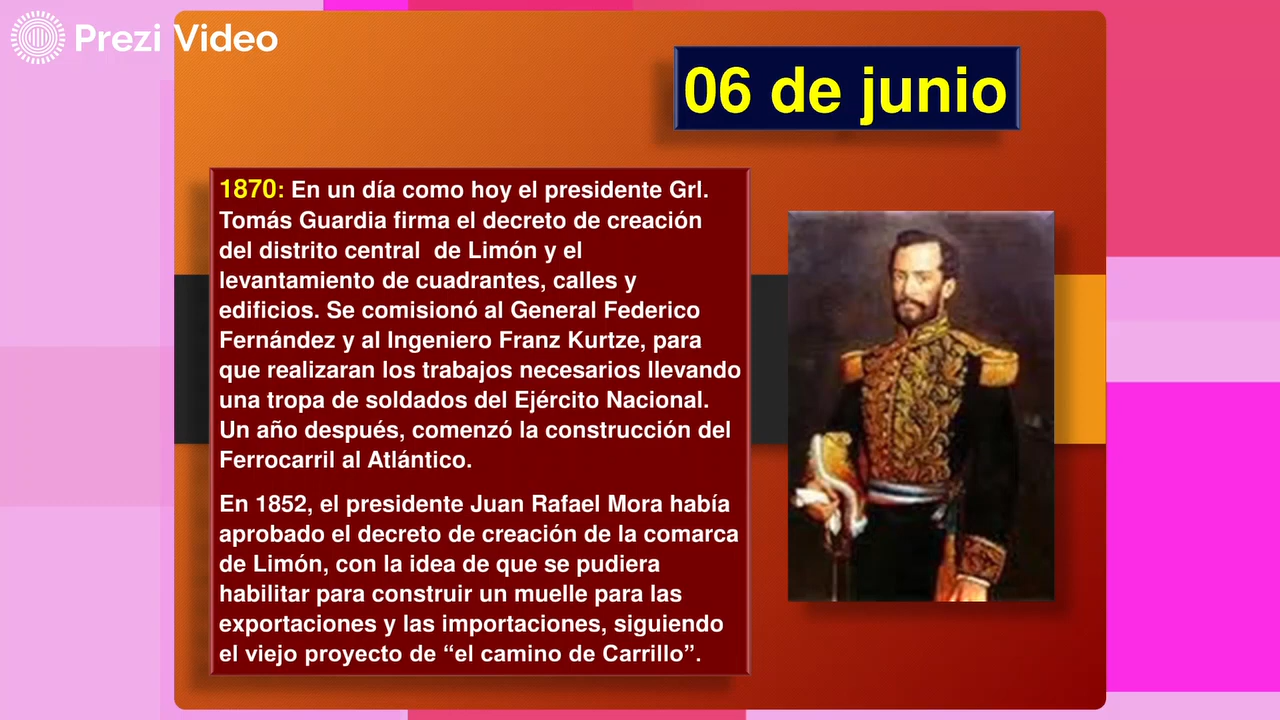 Prezi Video
06 de junio
1870: En un día como hoy el presidente Grl.
Tomás Guardia firma el decreto de creación
del distrito central  de Limón y el
levantamiento de cuadrantes, calles y
edificios. Se comisionó al General Federico
Fernández y al Ingeniero Franz Kurtze, para
que realizaran los trabajos necesarios llevando
una tropa de soldados del Ejército Nacional.
Un año después, comenzó la construcción del
Ferrocarril al Atlántico.
En 1852, el presidente Juan Rafael Mora había
aprobado el decreto de creación de la comarca
de Limón, con la idea de que se pudiera
habilitar para construir un muelle para las
exportaciones y las importaciones, siguiendo
el viejo proyecto de “el camino de Carrillo”.